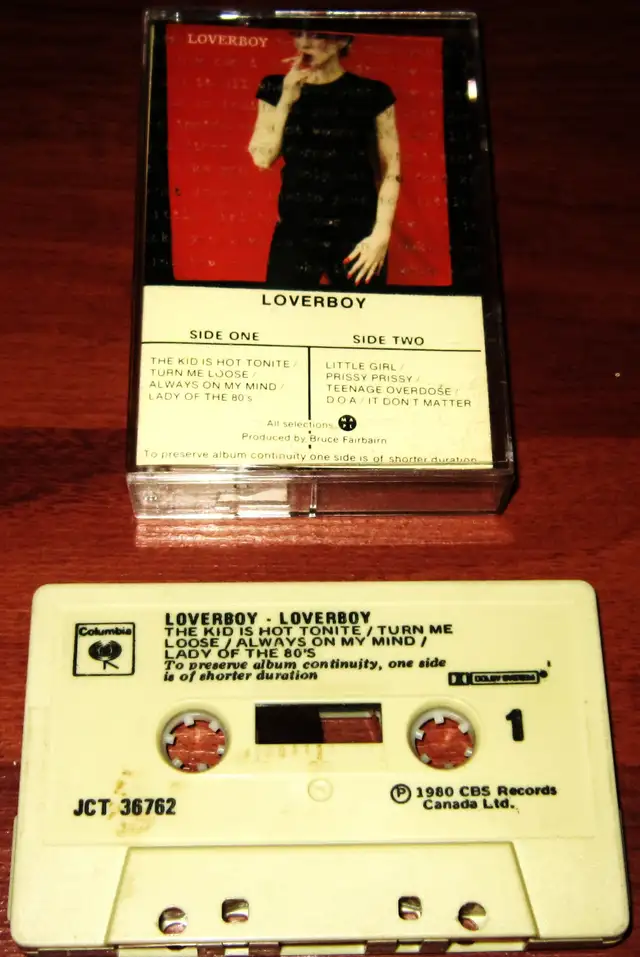 LOVERBOY
LOVERBOY
SIDE ONE
THE KID IS HOT TONITE /
TURN ME LOOSE /
ALWAYS ON MY MIND /
LADY OF THE 80's
SIDE TWO
LITTLE GIRL /
PRISSY PRISSY /
TEENAGE OVERDOSE /
D.O.A / IT DON'T MATTER
All selections
MAPL
Produced by Bruce Fairbairn
To preserve album continuity one side is of shorter duration
Columbia
LOVERBOY - LOVERBOY
THE KID IS HOT TONITE / TURN ME
LOOSE / ALWAYS ON MY MIND /
LADY OF THE 80'S
To preserve album continuity, one side
is of shorter duration
DOLBY SYSTEM
1
JCT 36762
Ⓟ 1980 CBS Records
Canada Ltd.